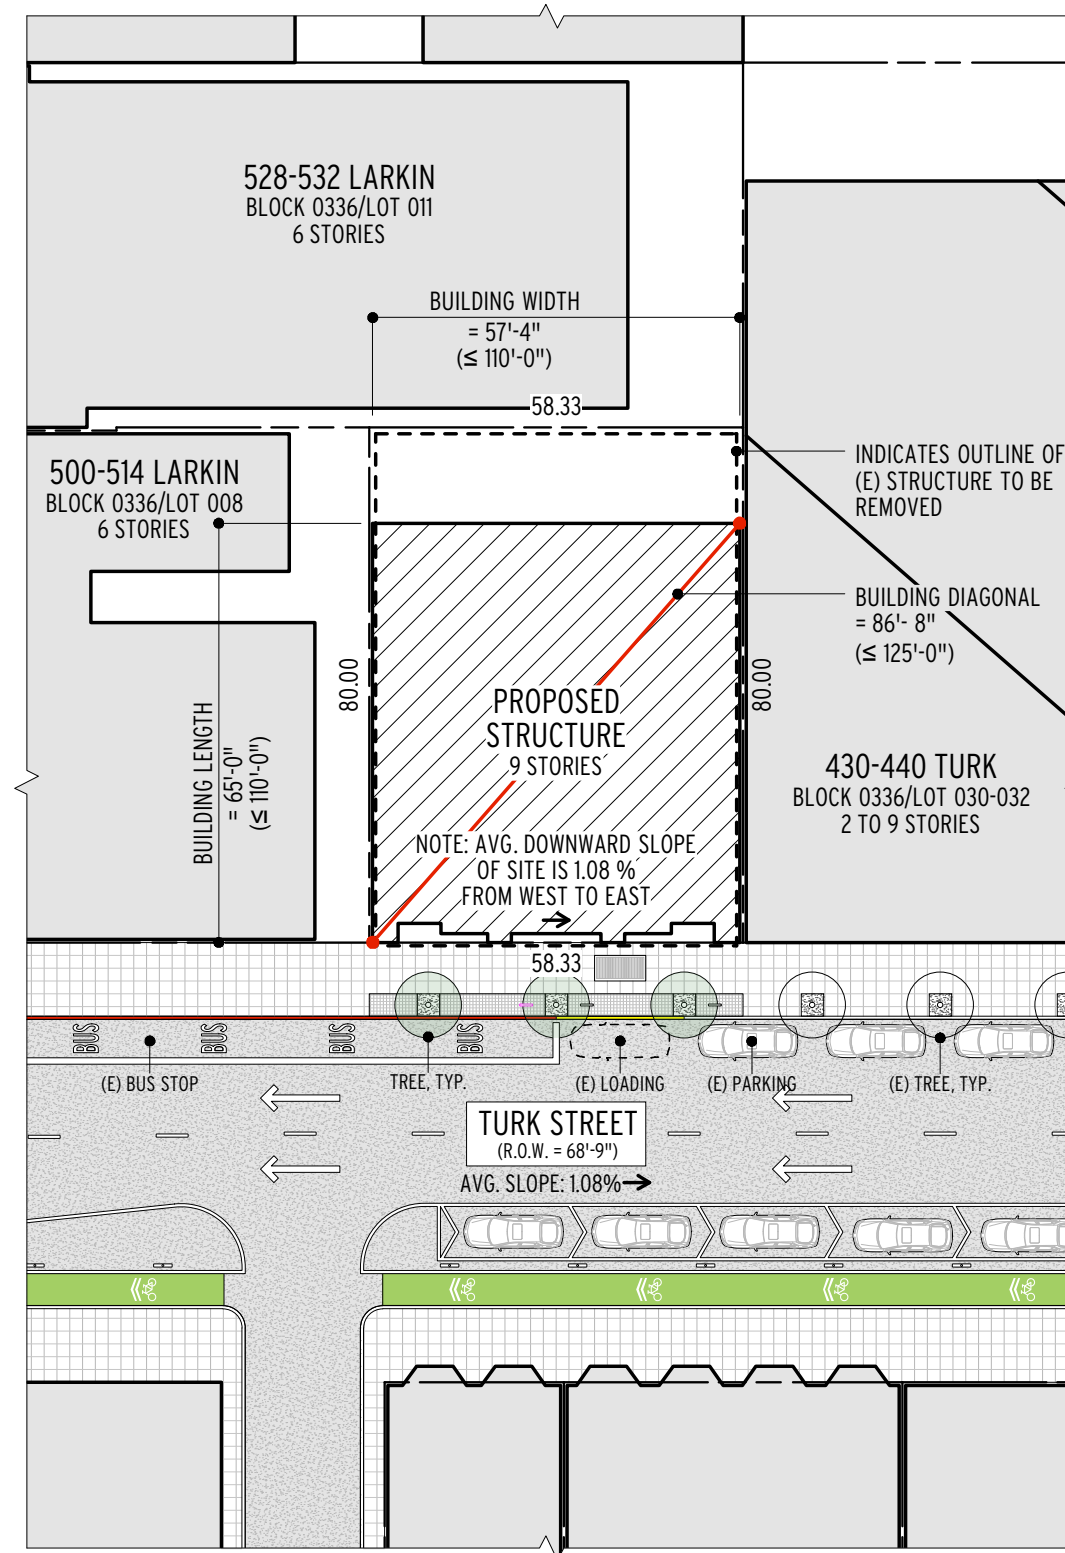 528-532 LARKIN
BLOCK 0336/LOT 011
6 STORIES
BUILDING WIDTH
= 57'-4"
(≤ 110'-0")
58.33
500-514 LARKIN
BLOCK 0336/LOT 008
6 STORIES
INDICATES OUTLINE OF
(E) STRUCTURE TO BE
REMOVED
BUILDING DIAGONAL
= 86'- 8"
(≤ 125'-0")
80.00
80.00
BUILDING LENGTH
= 65'-0"
(≤ 110'-0")
PROPOSED
STRUCTURE
9 STORIES
430-440 TURK
BLOCK 0336/LOT 030-032
2 TO 9 STORIES
NOTE: AVG. DOWNWARD SLOPE
OF SITE IS 1.08 %
FROM WEST TO EAST
58.33
BUS
BUS
BUS
BUS
(E) BUS STOP
TREE, TYP.
(E) LOADING
(E) PARKING
(E) TREE, TYP.
TURK STREET
(R.O.W. = 68'-9")
AVG. SLOPE: 1.08%